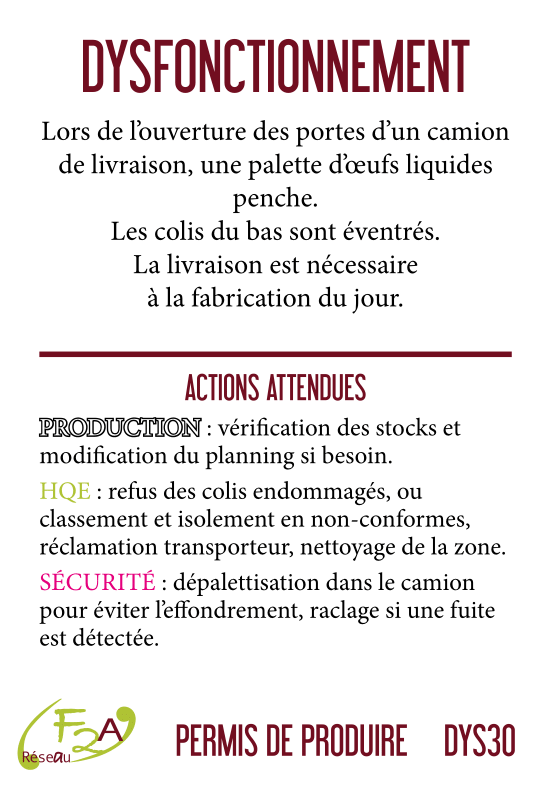 DYSFONCTIONNEMENT
Lors de l’ouverture des portes d’un camion
de livraison, une palette d’œufs liquides
penche.
Les colis du bas sont éventrés.
La livraison est nécessaire
à la fabrication du jour.
ACTIONS ATTENDUES
PRODUCTION : vérification des stocks et
modification du planning si besoin.
HQE : refus des colis endommagés, ou
classement et isolement en non-conformes,
réclamation transporteur, nettoyage de la zone.
SÉCURITÉ : dépalettisation dans le camion
pour éviter l’effondrement, raclage si une fuite
est détectée.
F2A
Réseau
PERMIS DE PRODUIRE DYS30